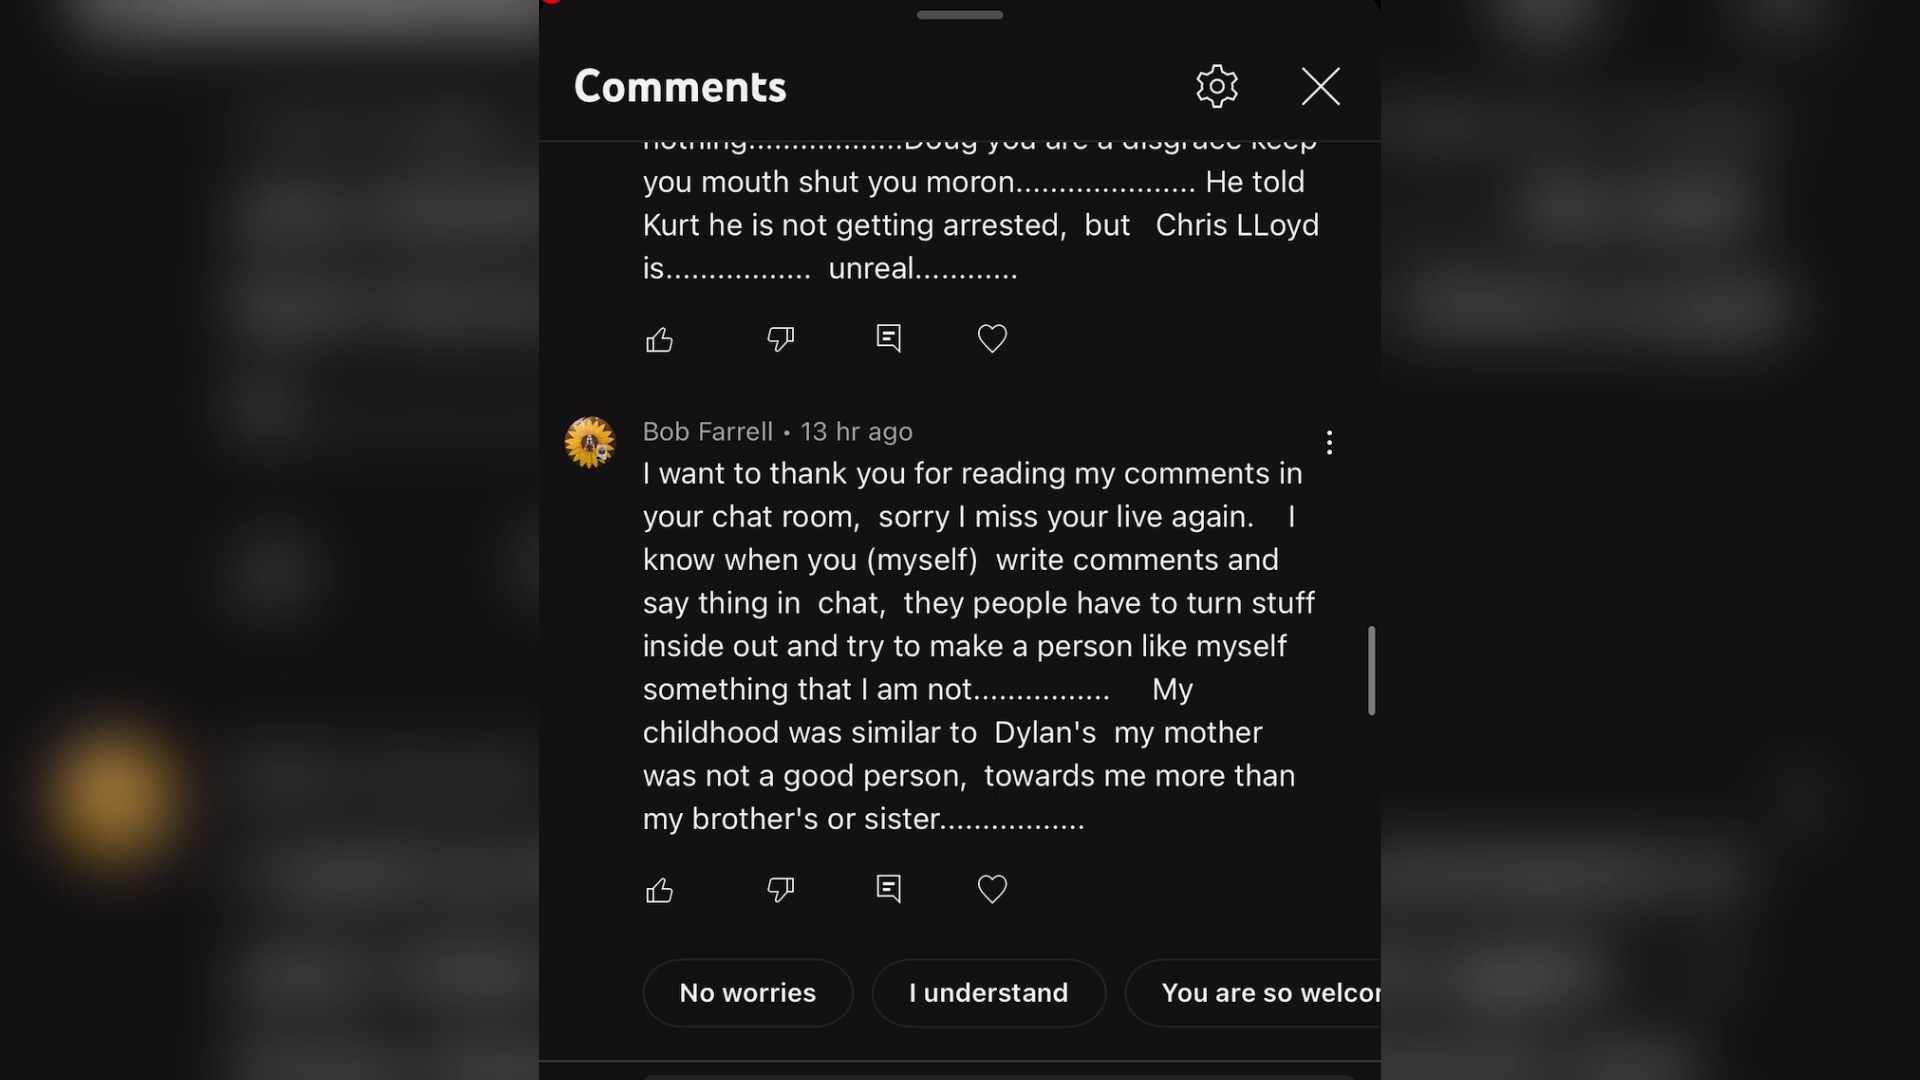 Comments
nothing..................Doug you are a disgrace keep
you mouth shut you moron..................... He told
Kurt he is not getting arrested,  but   Chris LLoyd
is.................  unreal............
Bob Farrell • 13 hr ago
I want to thank you for reading my comments in
your chat room,  sorry I miss your live again.    I
know when you (myself)  write comments and
say thing in  chat,  they people have to turn stuff
inside out and try to make a person like myself
something that I am not................     My
childhood was similar to  Dylan's  my mother
was not a good person,  towards me more than
my brother's or sister.................
No worries
I understand
You are so welcom